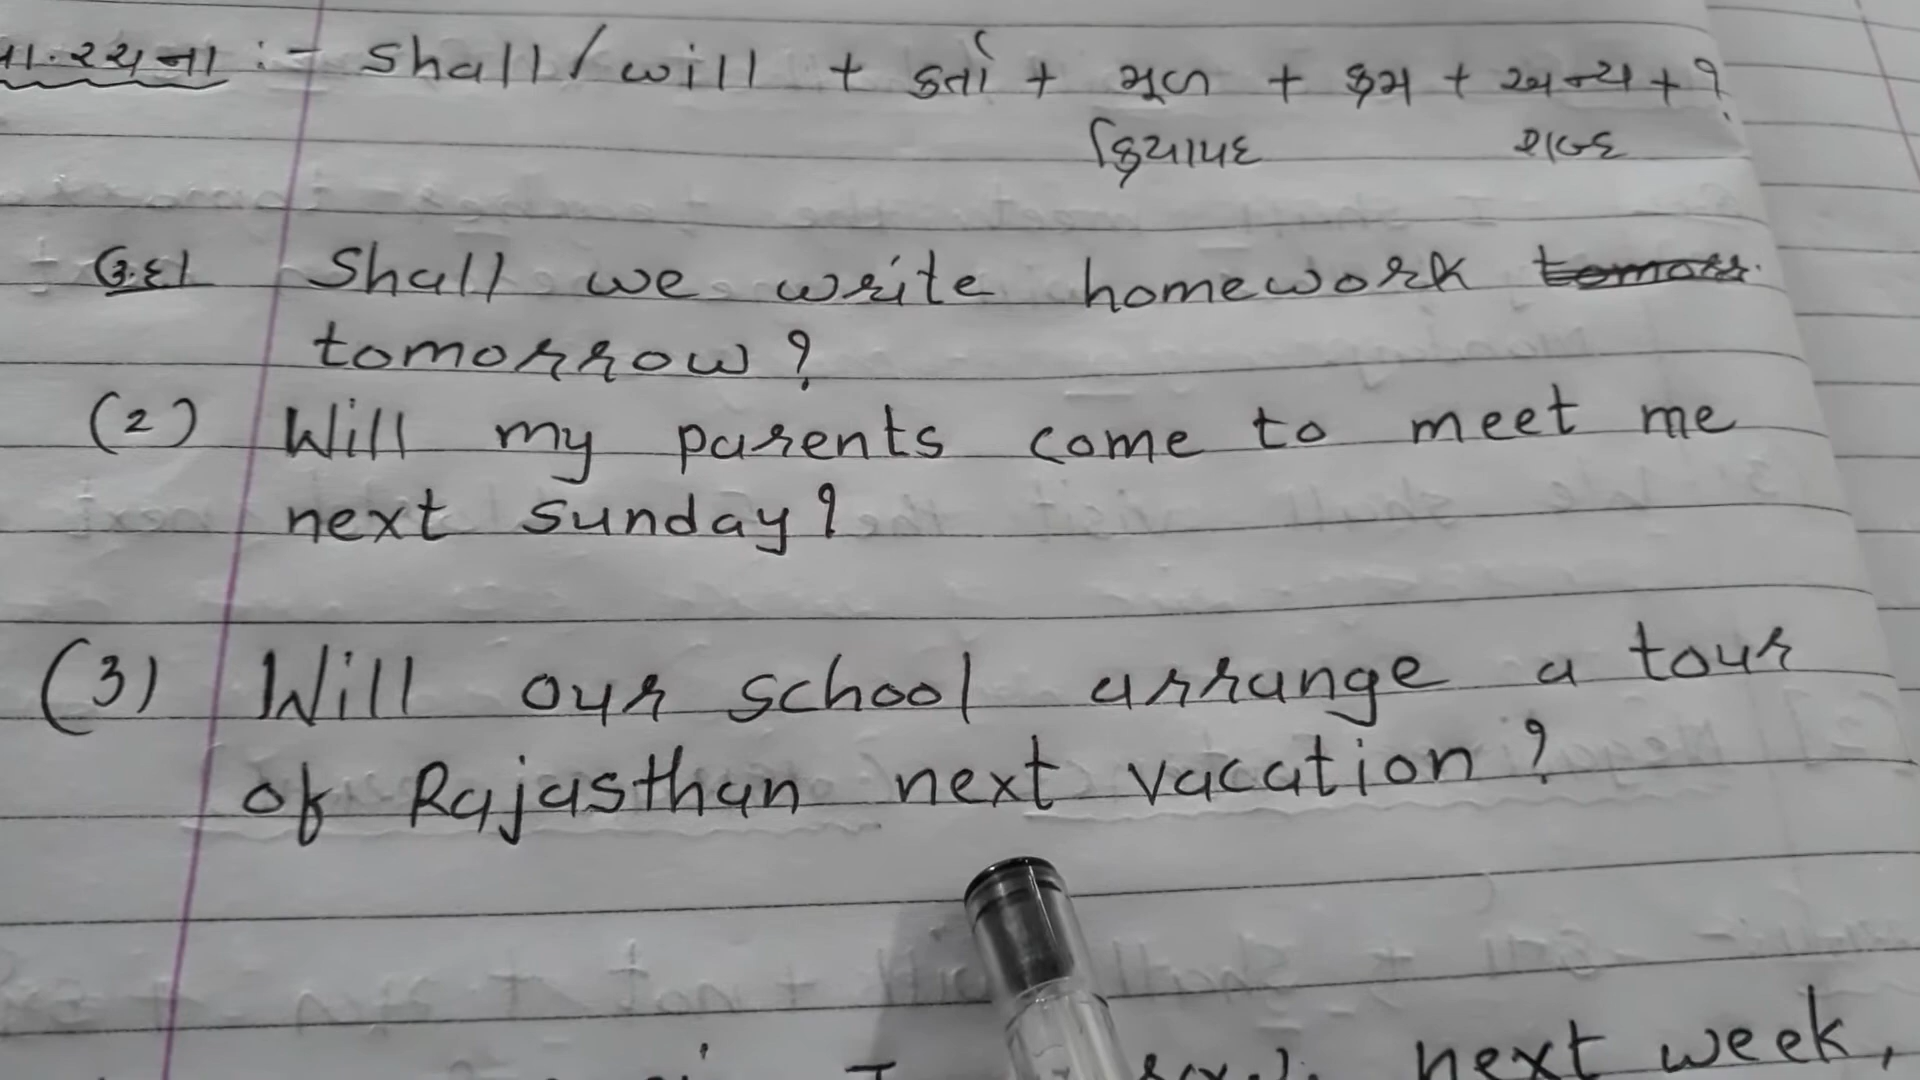 વા.રચના :- shall / will + કર્તા + મૂળ + કર્મ + અન્ય + ?
ક્રિયાપદ શબ્દ
ઉ.દા Shall we write homework
tomorrow ?
(2) Will my parents come to meet me
next sunday ?
(3) Will our school arrange a tour
of Rajasthan next vacation ?
next week,